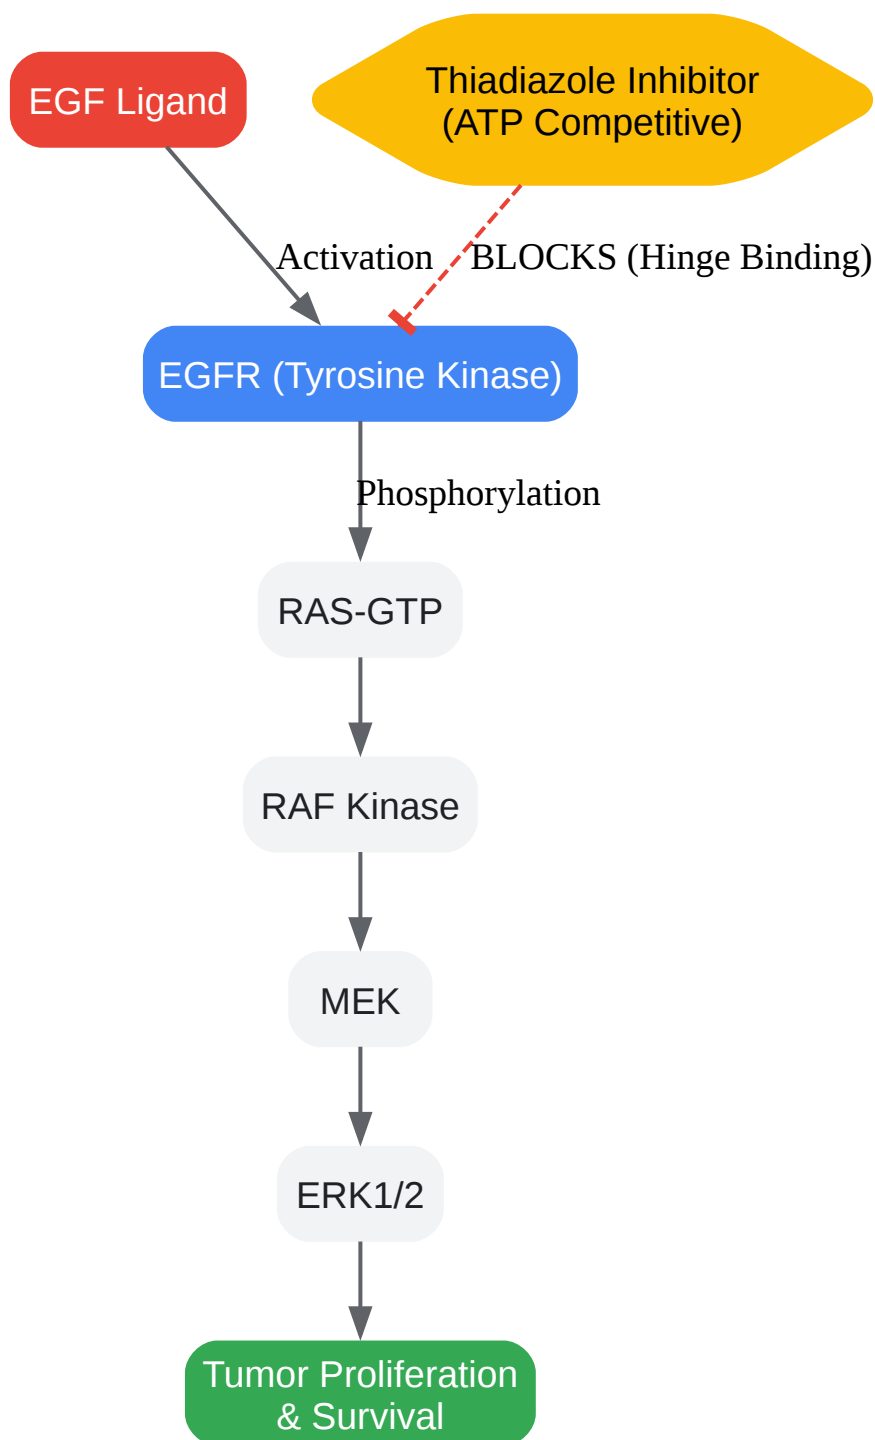 EGF Ligand
Thiadiazole Inhibitor
(ATP Competitive)
Activation
BLOCKS (Hinge Binding)
EGFR (Tyrosine Kinase)
Phosphorylation
RAS-GTP
RAF Kinase
MEK
ERK1/2
Tumor Proliferation
& Survival